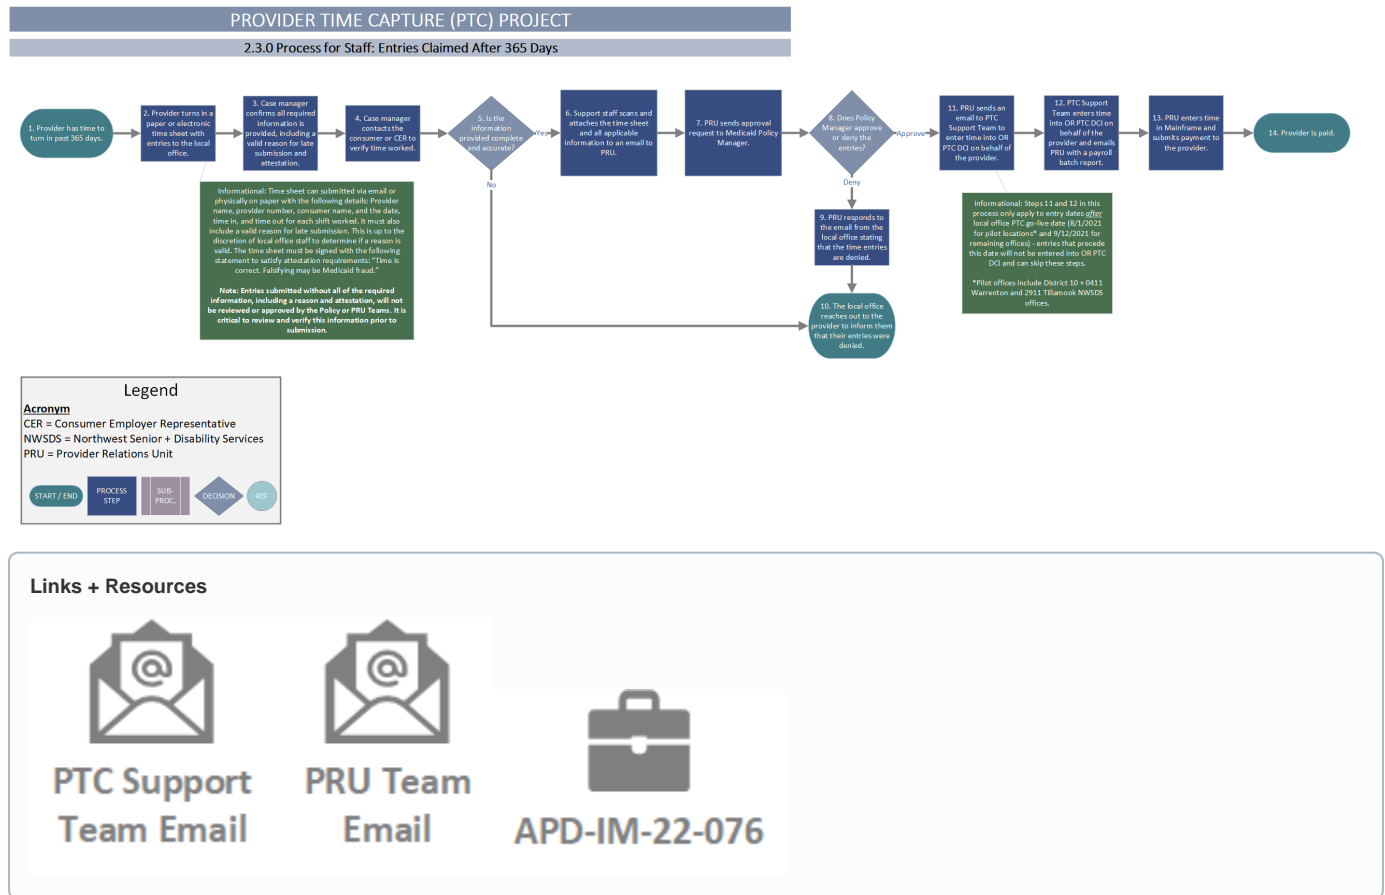 PROVIDER TIME CAPTURE (PTC) PROJECT
2.3.0 Process for Staff: Entries Claimed After 365 Days
1. Provider has time to
turn in past 365 days.
2. Provider turns in a
paper or electronic
time sheet with
entries to the local
office.
3. Case manager
confirms all required
information is
provided, including a
valid reason for late
submission and
attestation.
4. Case manager
contacts the
consumer or CER to
verify time worked.
5. Is the
information
provided complete
and accurate?
Yes
No
6. Support staff scans and
attaches the time sheet
and all applicable
information to an email to
PRU.
7. PRU sends approval
request to Medicaid Policy
Manager.
8. Does Policy
Manager approve
or deny the
entries?
Approve
Deny
9. PRU responds to
the email from the
local office stating
that the time entries
are denied.
10. The local office
reaches out to the
provider to inform them
that their entries were
denied.
11. PRU sends an
email to PTC
Support Team to
enter time into OR
PTC DCI on behalf of
the provider.
12. PTC Support
Team enters time
into OR PTC DCI on
behalf of the
provider and emails
PRU with a payroll
batch report.
13. PRU enters time
in Mainframe and
submits payment to
the provider.
14. Provider is paid.
Informational: Time sheet can submitted via email or
physically on paper with the following details: Provider
name, provider number, consumer name, and the date,
time in, and time out for each shift worked. It must also
include a valid reason for late submission. This is up to the
discretion of local office staff to determine if a reason is
valid. The time sheet must be signed with the following
statement to satisfy attestation requirements: “Time is
correct. Falsifying may be Medicaid fraud.”
Note: Entries submitted without all of the required
information, including a reason and attestation, will not
be reviewed or approved by the Policy or PRU Teams. It is
critical to review and verify this information prior to
submission.
Informational: Steps 11 and 12 in this
process only apply to entry dates after
local office PTC go-live date (8/1/2021
for pilot locations* and 9/12/2021 for
remaining offices) - entries that precede
this date will not be entered into OR PTC
DCI and can skip these steps.
*Pilot offices include District 10 + 0411
Warrenton and 2911 Tillamook NWSDS
offices.
Legend
Acronym
CER = Consumer Employer Representative
NWSDS = Northwest Senior + Disability Services
PRU = Provider Relations Unit
START / END
PROCESS
STEP
SUB-
PROC.
DECISION
REF
Links + Resources
@
@
PTC Support
Team Email
PRU Team
Email
APD-IM-22-076